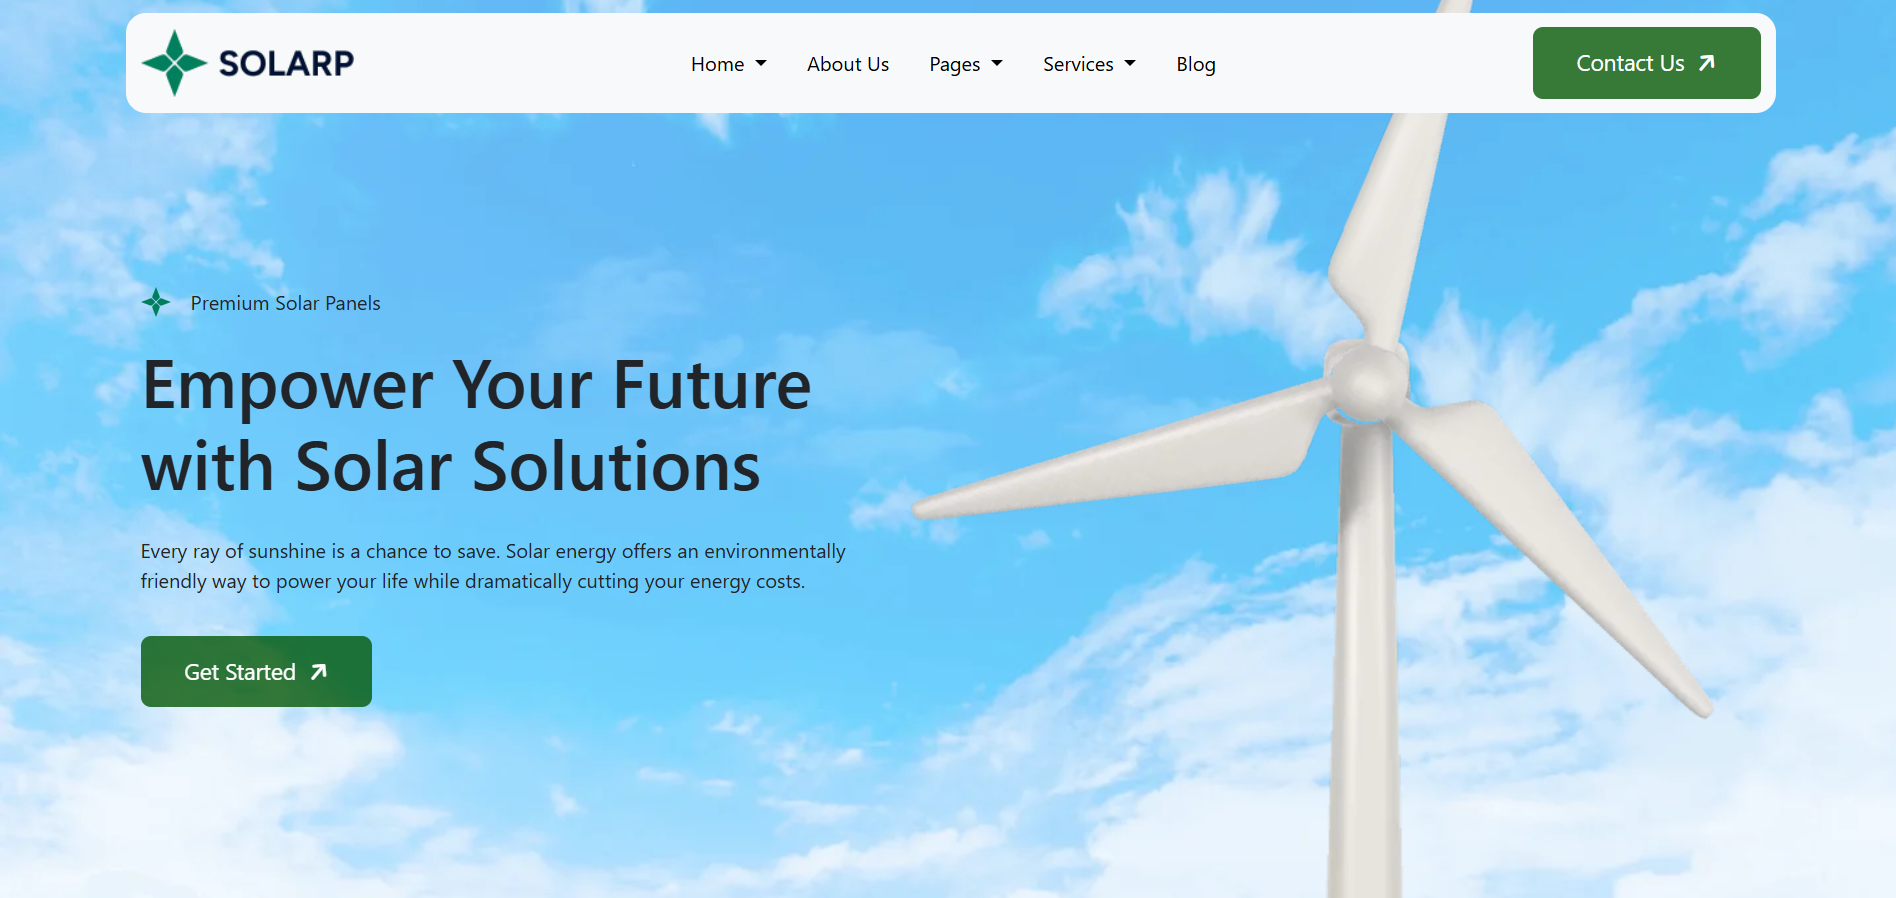 SOLARP
Home
About Us
Pages
Services
Blog
Contact Us
Premium Solar Panels
Empower Your Future
with Solar Solutions
Every ray of sunshine is a chance to save. Solar energy offers an environmentally
friendly way to power your life while dramatically cutting your energy costs.
Get Started